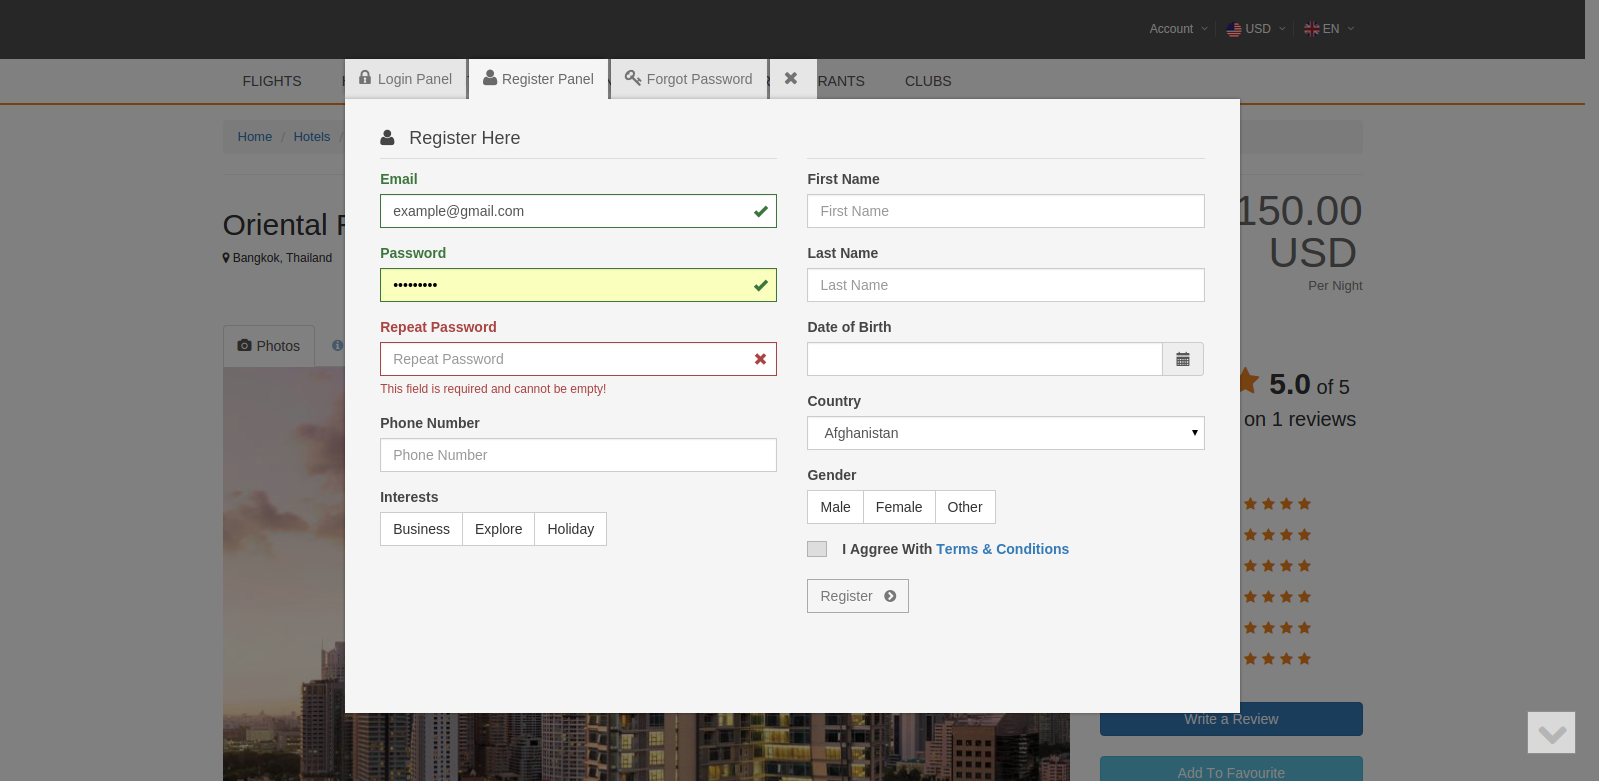 Account USD EN
FLIGHTS RANTS CLUBS
Login Panel Register Panel Forgot Password
Home / Hotels /
Register Here
Email
example@gmail.com
Password
•••••••••
Repeat Password
Repeat Password
This field is required and cannot be empty!
Phone Number
Phone Number
Interests
Business Explore Holiday
First Name
First Name
Last Name
Last Name
Date of Birth
Country
Afghanistan
Gender
Male Female Other
I Aggree With Terms & Conditions
Register
Oriental
Bangkok, Thailand
Photos
150.00
USD
Per Night
5.0 of 5
on 1 reviews
Write a Review
Add To Favourite